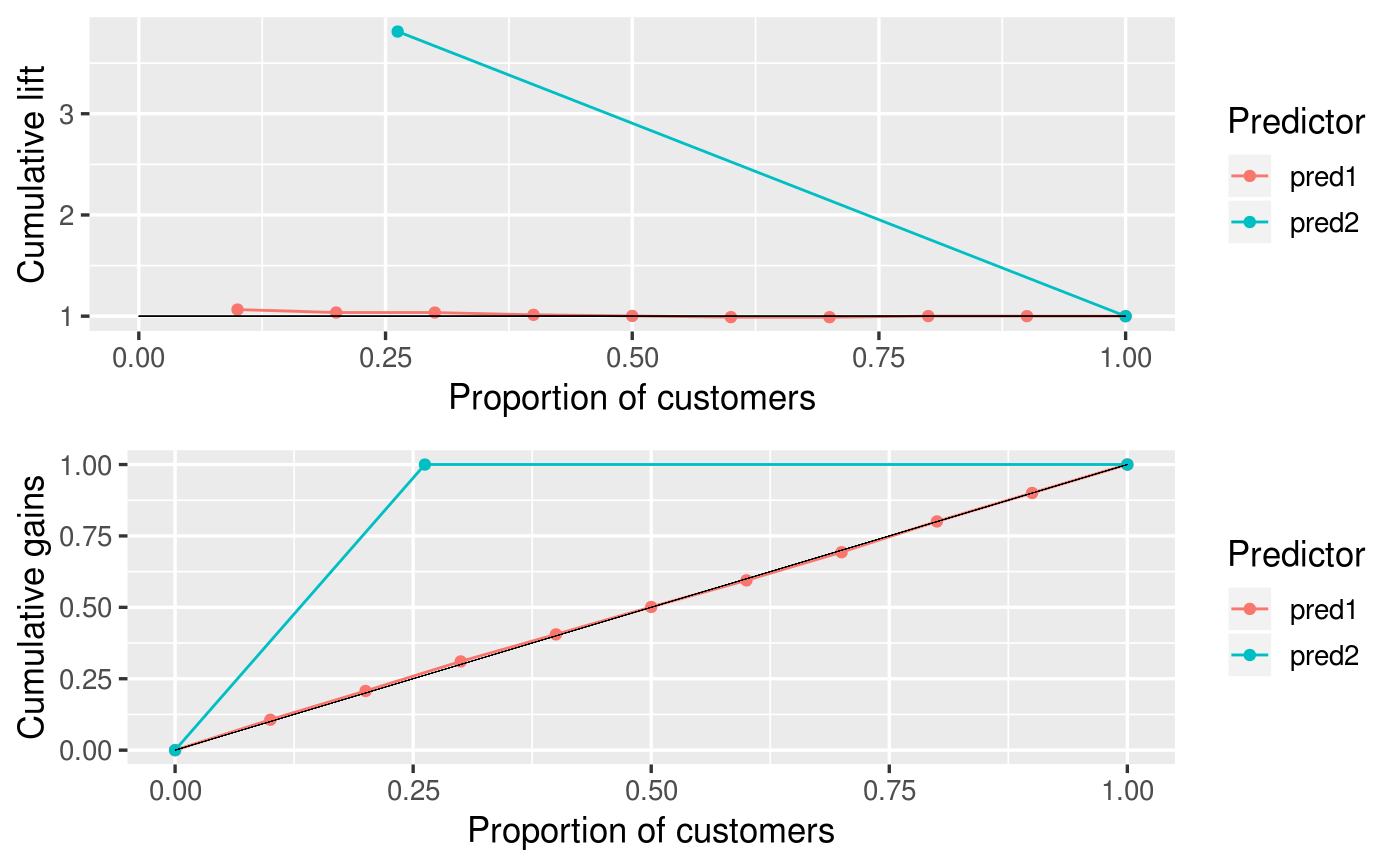 Cumulative lift
3
2
1
0.00 0.25 0.50 0.75 1.00
Proportion of customers
Predictor
pred1
pred2
Cumulative gains
1.00
0.75
0.50
0.25
0.00
0.00 0.25 0.50 0.75 1.00
Proportion of customers
Predictor
pred1
pred2